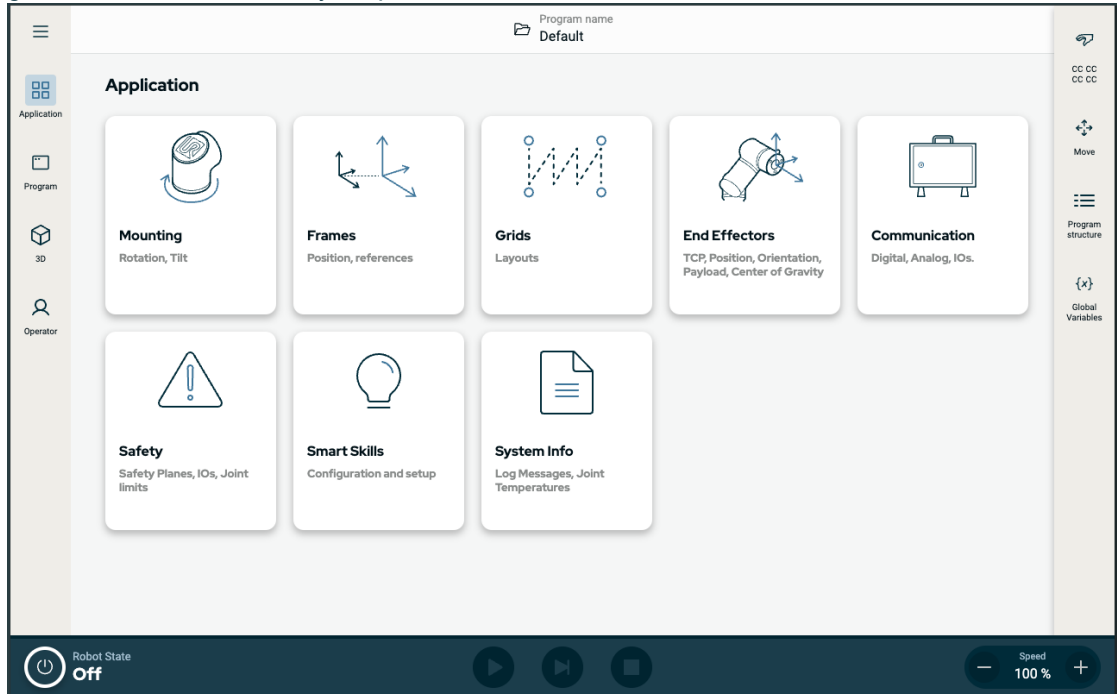 Program name
Default
Application
Program
3D
Operator
Application
Mounting
Rotation, Tilt
Frames
Position, references
Grids
Layouts
End Effectors
TCP, Position, Orientation,
Payload, Center of Gravity
Communication
Digital, Analog, IOs.
Safety
Safety Planes, IOs, Joint
limits
Smart Skills
Configuration and setup
System Info
Log Messages, Joint
Temperatures
CC CC
CC CC
Move
Program
structure
{x}
Global
Variables
Robot State
Off
Speed
100 %